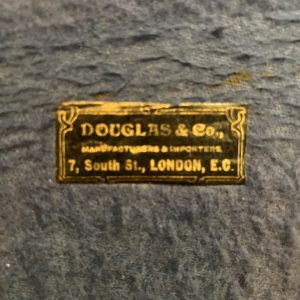 DOUGLAS & Co.,
MANUFACTURERS & IMPORTERS,
7, South St., LONDON, E.C.